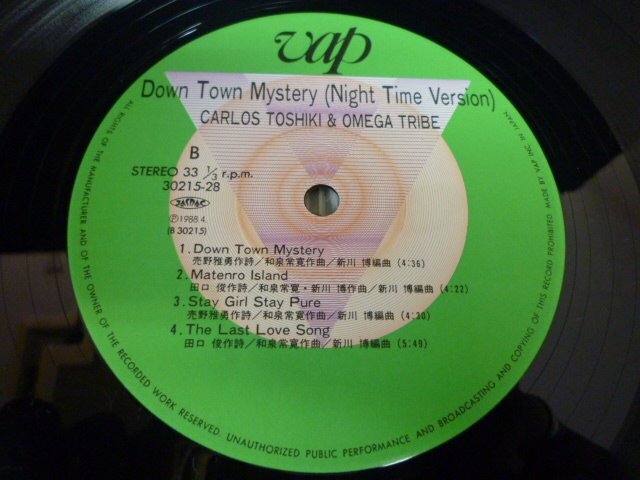 vap
Down Town Mystery (Night Time Version)
CARLOS TOSHIKI & OMEGA TRIBE
B
STEREO 33 1/3 r.p.m.
30215-28
JASRAC
Ⓟ1988.4
(B 30215)
1. Down Town Mystery
売野雅勇作詩/和泉常寛作曲/新川 博編曲 (4:36)
2. Matenro Island
田口 俊作詩/和泉常寛・新川 博作曲/新川 博編曲 (4:22)
3. Stay Girl Stay Pure
売野雅勇作詩/和泉常寛作曲/新川 博編曲 (4:20)
4. The Last Love Song
田口 俊作詩/和泉常寛作曲/新川 博編曲 (5:49)
ALL RIGHTS OF THE MANUFACTURER AND OF THE OWNER OF THE RECORDED WORK RESERVED. UNAUTHORIZED PUBLIC PERFORMANCE AND BROADCASTING AND COPYING OF THIS RECORD PROHIBITED. MADE BY VAP INC. IN JAPAN.